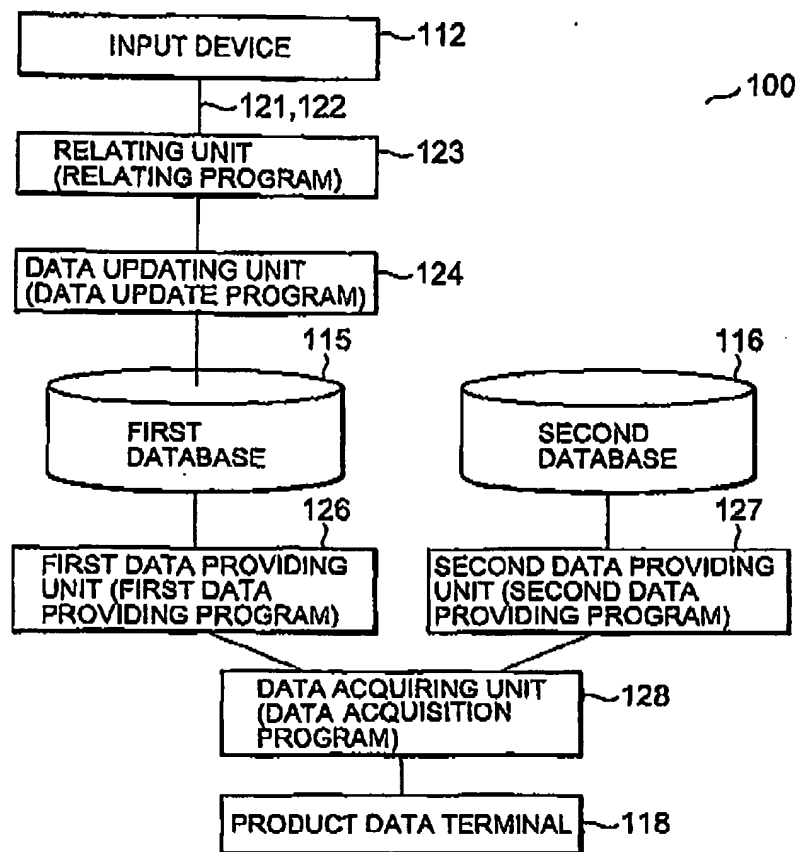 INPUT DEVICE
112
100
121,122
RELATING UNIT
(RELATING PROGRAM)
123
DATA UPDATING UNIT
(DATA UPDATE PROGRAM)
124
115
116
FIRST
DATABASE
SECOND
DATABASE
126
127
FIRST DATA PROVIDING
UNIT (FIRST DATA
PROVIDING PROGRAM)
SECOND DATA PROVIDING
UNIT (SECOND DATA
PROVIDING PROGRAM)
DATA ACQUIRING UNIT
(DATA ACQUISITION
PROGRAM)
128
PRODUCT DATA TERMINAL
118